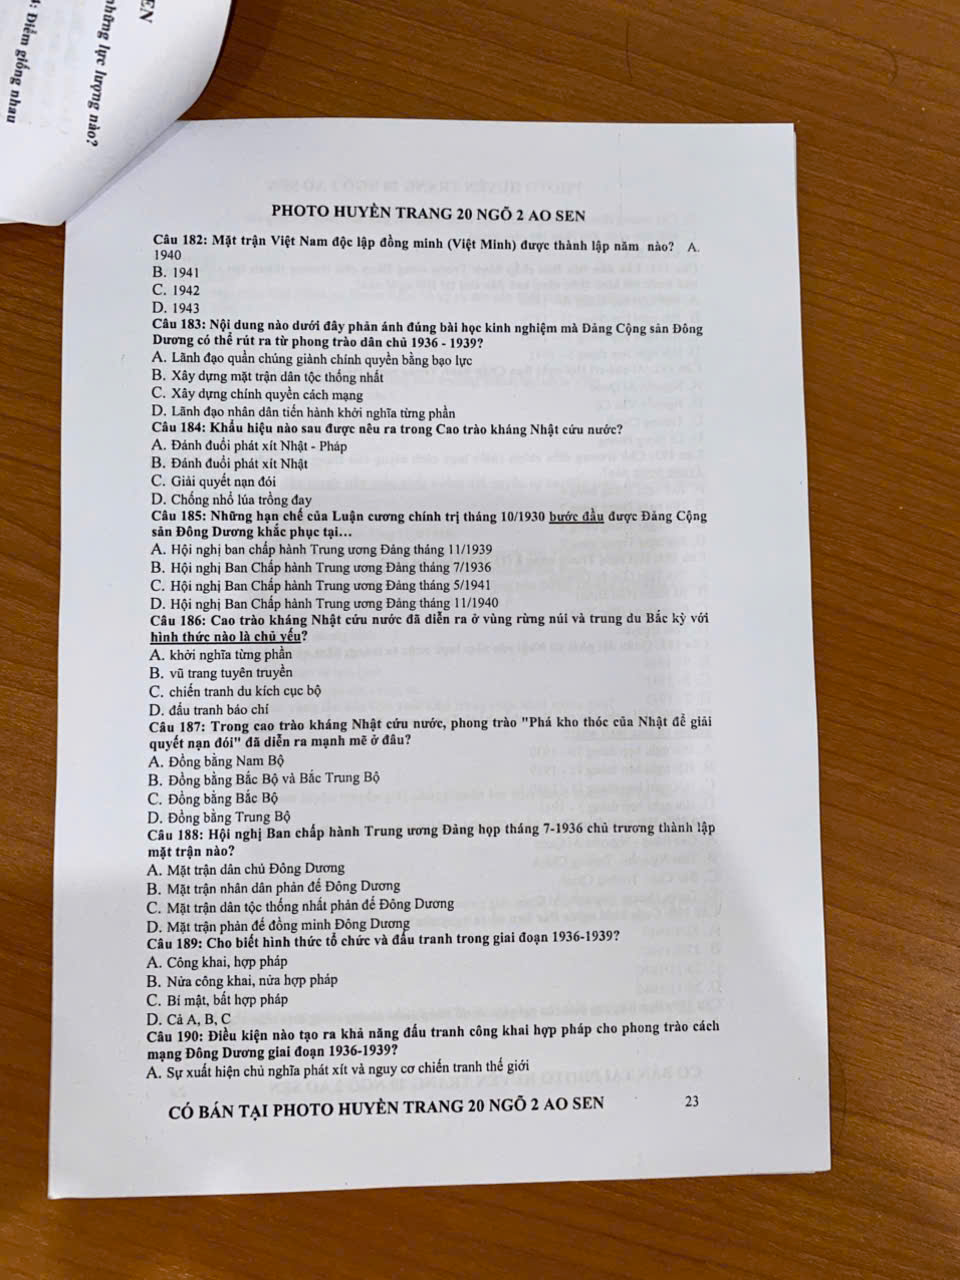 EN
những lực lượng nào?
: Điểm giống nhau
PHOTO HUYỀN TRANG 20 NGÕ 2 AO SEN
Câu 182: Mặt trận Việt Nam độc lập đồng minh (Việt Minh) được thành lập năm nào? A.
1940
B. 1941
C. 1942
D. 1943
Câu 183: Nội dung nào dưới đây phản ánh đúng bài học kinh nghiệm mà Đảng Cộng sản Đông
Dương có thể rút ra từ phong trào dân chủ 1936 - 1939?
A. Lãnh đạo quần chúng giành chính quyền bằng bạo lực
B. Xây dựng mặt trận dân tộc thống nhất
C. Xây dựng chính quyền cách mạng
D. Lãnh đạo nhân dân tiến hành khởi nghĩa từng phần
Câu 184: Khẩu hiệu nào sau được nêu ra trong Cao trào kháng Nhật cứu nước?
A. Đánh đuổi phát xít Nhật - Pháp
B. Đánh đuổi phát xít Nhật
C. Giải quyết nạn đói
D. Chống nhổ lúa trồng đay
Câu 185: Những hạn chế của Luận cương chính trị tháng 10/1930 bước đầu được Đảng Cộng
sản Đông Dương khắc phục tại...
A. Hội nghị ban chấp hành Trung ương Đảng tháng 11/1939
B. Hội nghị Ban Chấp hành Trung ương Đảng tháng 7/1936
C. Hội nghị Ban Chấp hành Trung ương Đảng tháng 5/1941
D. Hội nghị Ban Chấp hành Trung ương Đảng tháng 11/1940
Câu 186: Cao trào kháng Nhật cứu nước đã diễn ra ở vùng rừng núi và trung du Bắc kỳ với
hình thức nào là chủ yếu?
A. khởi nghĩa từng phần
B. vũ trang tuyên truyền
C. chiến tranh du kích cục bộ
D. đấu tranh báo chí
Câu 187: Trong cao trào kháng Nhật cứu nước, phong trào "Phá kho thóc của Nhật để giải
quyết nạn đói" đã diễn ra mạnh mẽ ở đâu?
A. Đồng bằng Nam Bộ
B. Đồng bằng Bắc Bộ và Bắc Trung Bộ
C. Đồng bằng Bắc Bộ
D. Đồng bằng Trung Bộ
Câu 188: Hội nghị Ban chấp hành Trung ương Đảng họp tháng 7-1936 chủ trương thành lập
mặt trận nào?
A. Mặt trận dân chủ Đông Dương
B. Mặt trận nhân dân phản đế Đông Dương
C. Mặt trận dân tộc thống nhất phản đế Đông Dương
D. Mặt trận phản đế đồng minh Đông Dương
Câu 189: Cho biết hình thức tổ chức và đấu tranh trong giai đoạn 1936-1939?
A. Công khai, hợp pháp
B. Nửa công khai, nửa hợp pháp
C. Bí mật, bất hợp pháp
D. Cả A, B, C
Câu 190: Điều kiện nào tạo ra khả năng đấu tranh công khai hợp pháp cho phong trào cách
mạng Đông Dương giai đoạn 1936-1939?
A. Sự xuất hiện chủ nghĩa phát xít và nguy cơ chiến tranh thế giới
CÓ BÁN TẠI PHOTO HUYỀN TRANG 20 NGÕ 2 AO SEN 23